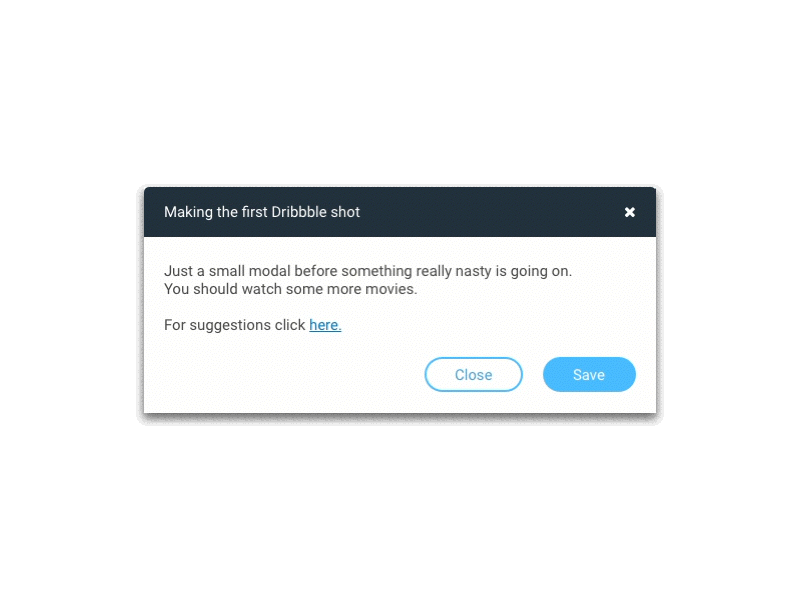 Making the first Dribbble shot
Just a small modal before something really nasty is going on.
You should watch some more movies.
For suggestions click here.
Close
Save